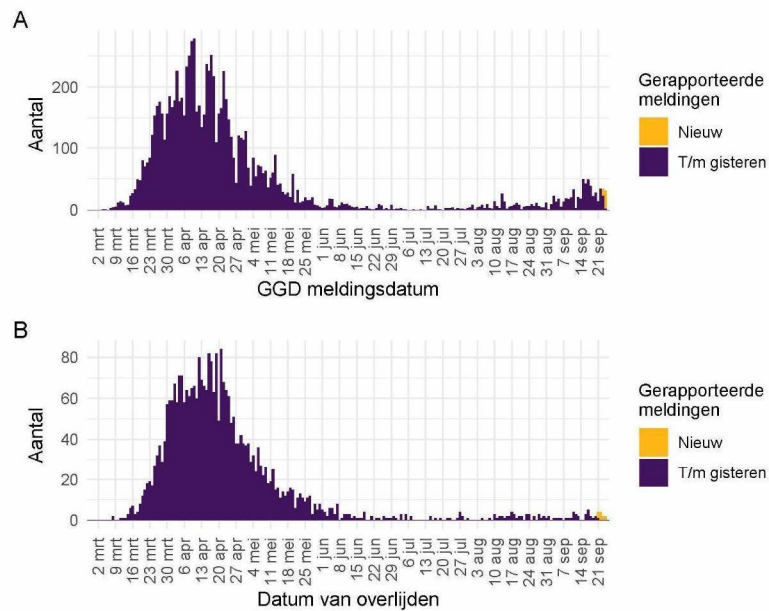 A
Aantal
200
100
0
2 mrt
9 mrt
16 mrt
23 mrt
30 mrt
6 apr
13 apr
20 apr
27 apr
4 mei
11 mei
18 mei
25 mei
1 jun
8 jun
15 jun
22 jun
29 jun
6 jul
13 jul
20 jul
27 jul
3 aug
10 aug
17 aug
24 aug
31 aug
7 sep
14 sep
21 sep
GGD meldingsdatum
Gerapporteerde
meldingen
Nieuw
T/m gisteren
B
Aantal
80
60
40
20
0
2 mrt
9 mrt
16 mrt
23 mrt
30 mrt
6 apr
13 apr
20 apr
27 apr
4 mei
11 mei
18 mei
25 mei
1 jun
8 jun
15 jun
22 jun
29 jun
6 jul
13 jul
20 jul
27 jul
3 aug
10 aug
17 aug
24 aug
31 aug
7 sep
14 sep
21 sep
Datum van overlijden
Gerapporteerde
meldingen
Nieuw
T/m gisteren